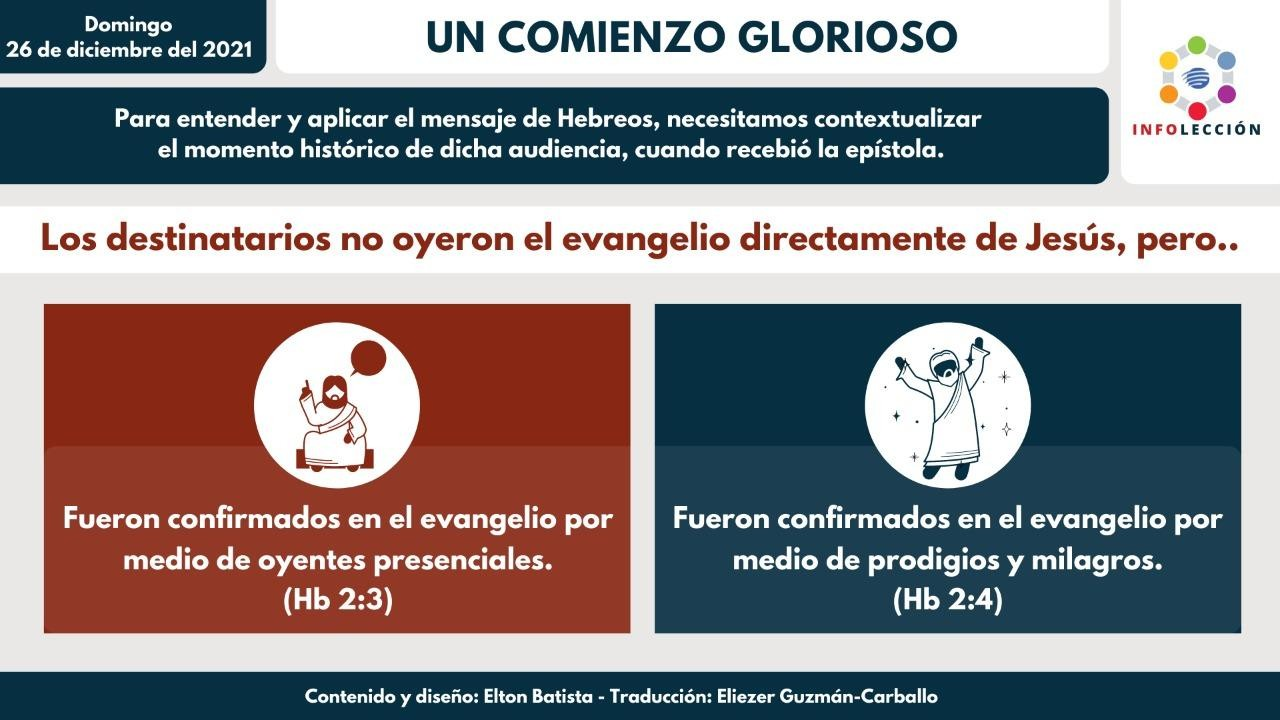 Domingo
26 de diciembre del 2021
UN COMIENZO GLORIOSO
INFOLECCIÓN
Para entender y aplicar el mensaje de Hebreos, necesitamos contextualizar
el momento histórico de dicha audiencia, cuando recebió la epístola.
Los destinatarios no oyeron el evangelio directamente de Jesús, pero..
Fueron confirmados en el evangelio por
medio de oyentes presenciales.
(Hb 2:3)
Fueron confirmados en el evangelio por
medio de prodigios y milagros.
(Hb 2:4)
Contenido y diseño: Elton Batista - Traducción: Eliezer Guzmán-Carballo